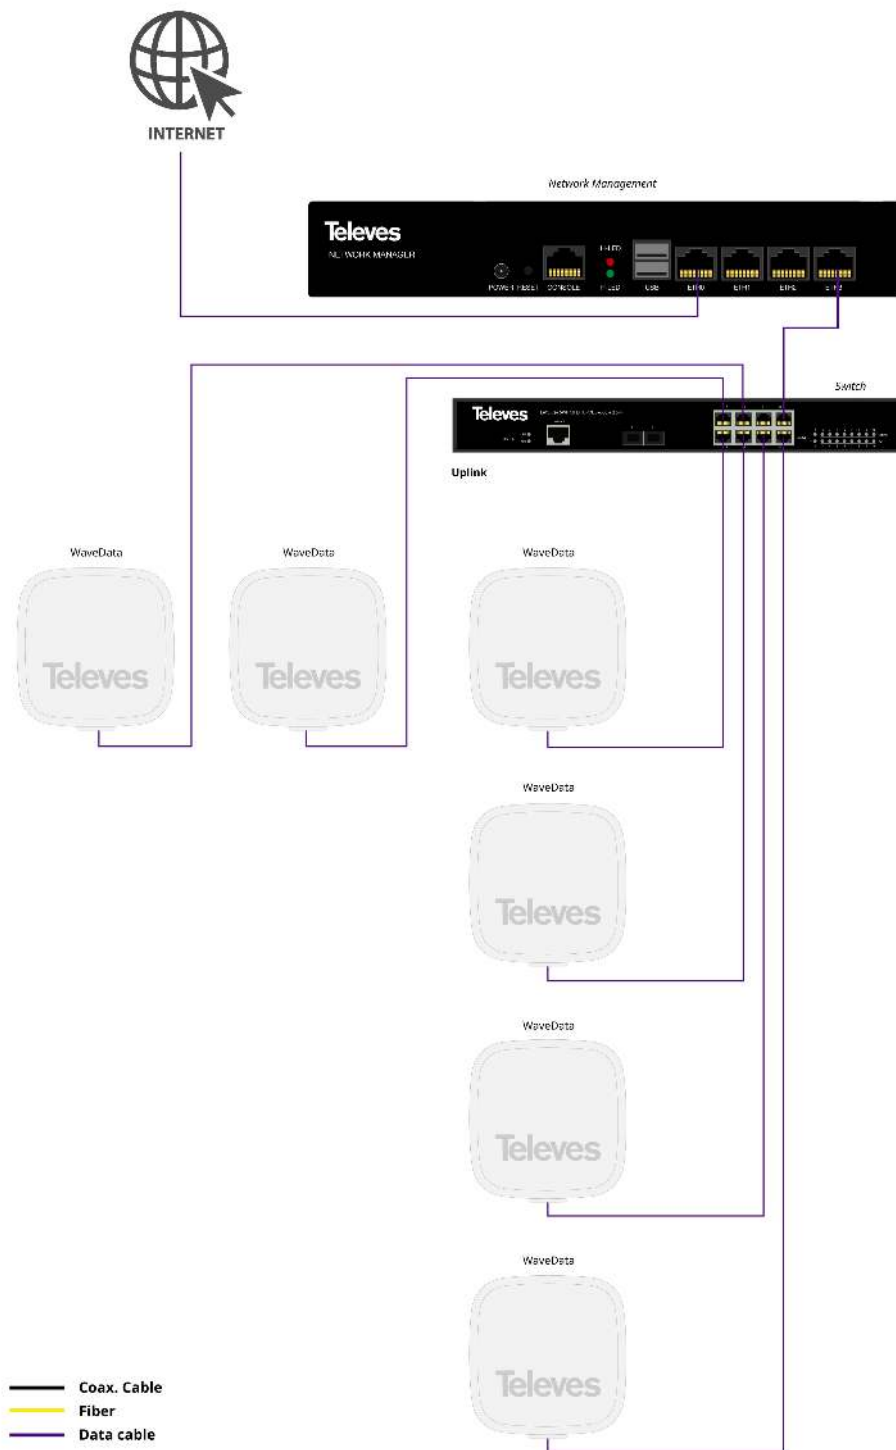 INTERNET
Network Management
Televes
NETWORK MANAGER
POWER RESET CONSOLE USB ETH0 ETH1 ETH2 ETH3
Switch
Televes
Uplink
WaveData WaveData WaveData
Televes Televes Televes
WaveData
Televes
WaveData
Televes
WaveData
Televes
Coax. Cable
Fiber
Data cable